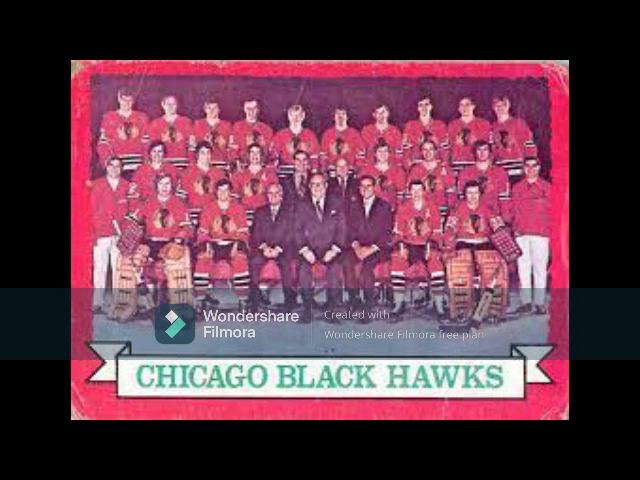 Wondershare
Filmora
Created with
Wondershare Filmora free plan
CHICAGO BLACK HAWKS